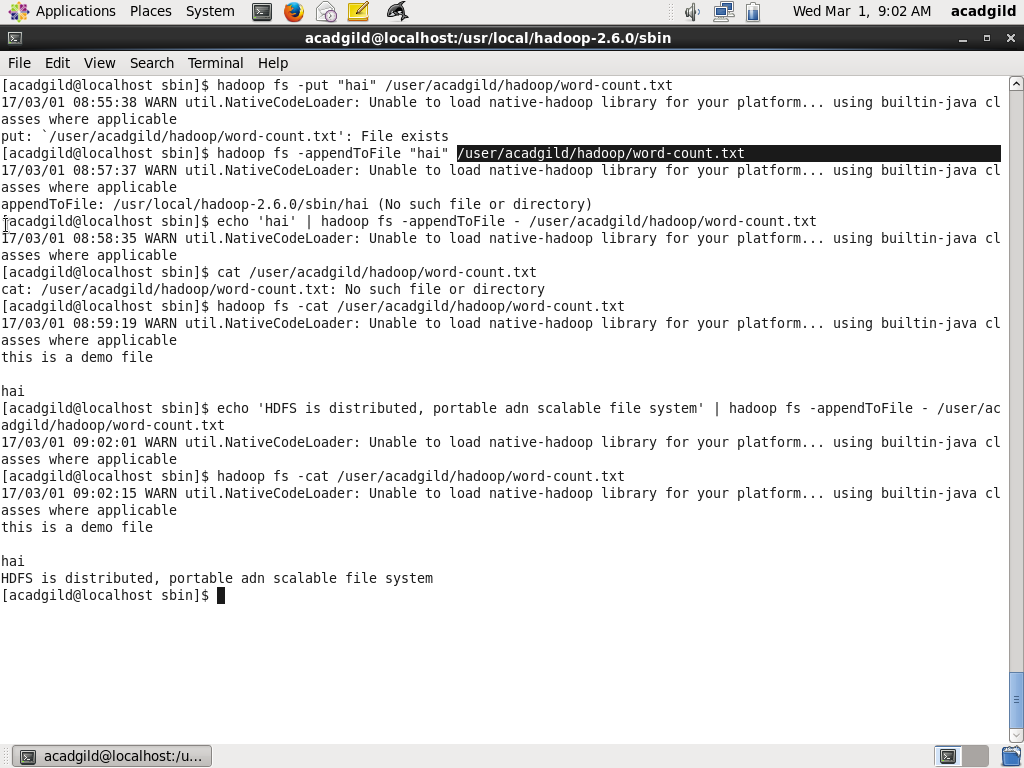 Applications Places System Wed Mar 1, 9:02 AM acadgild
acadgild@localhost:/usr/local/hadoop-2.6.0/sbin
File Edit View Search Terminal Help
[acadgild@localhost sbin]$ hadoop fs -put "hai" /user/acadgild/hadoop/word-count.txt
17/03/01 08:55:38 WARN util.NativeCodeLoader: Unable to load native-hadoop library for your platform... using builtin-java cl
asses where applicable
put: `/user/acadgild/hadoop/word-count.txt': File exists
[acadgild@localhost sbin]$ hadoop fs -appendToFile "hai" /user/acadgild/hadoop/word-count.txt
17/03/01 08:57:37 WARN util.NativeCodeLoader: Unable to load native-hadoop library for your platform... using builtin-java cl
asses where applicable
appendToFile: /usr/local/hadoop-2.6.0/sbin/hai (No such file or directory)
[acadgild@localhost sbin]$ echo 'hai' | hadoop fs -appendToFile - /user/acadgild/hadoop/word-count.txt
17/03/01 08:58:35 WARN util.NativeCodeLoader: Unable to load native-hadoop library for your platform... using builtin-java cl
asses where applicable
[acadgild@localhost sbin]$ cat /user/acadgild/hadoop/word-count.txt
cat: /user/acadgild/hadoop/word-count.txt: No such file or directory
[acadgild@localhost sbin]$ hadoop fs -cat /user/acadgild/hadoop/word-count.txt
17/03/01 08:59:19 WARN util.NativeCodeLoader: Unable to load native-hadoop library for your platform... using builtin-java cl
asses where applicable
this is a demo file

hai
[acadgild@localhost sbin]$ echo 'HDFS is distributed, portable adn scalable file system' | hadoop fs -appendToFile - /user/ac
adgild/hadoop/word-count.txt
17/03/01 09:02:01 WARN util.NativeCodeLoader: Unable to load native-hadoop library for your platform... using builtin-java cl
asses where applicable
[acadgild@localhost sbin]$ hadoop fs -cat /user/acadgild/hadoop/word-count.txt
17/03/01 09:02:15 WARN util.NativeCodeLoader: Unable to load native-hadoop library for your platform... using builtin-java cl
asses where applicable
this is a demo file

hai
HDFS is distributed, portable adn scalable file system
[acadgild@localhost sbin]$
acadgild@localhost:/u...